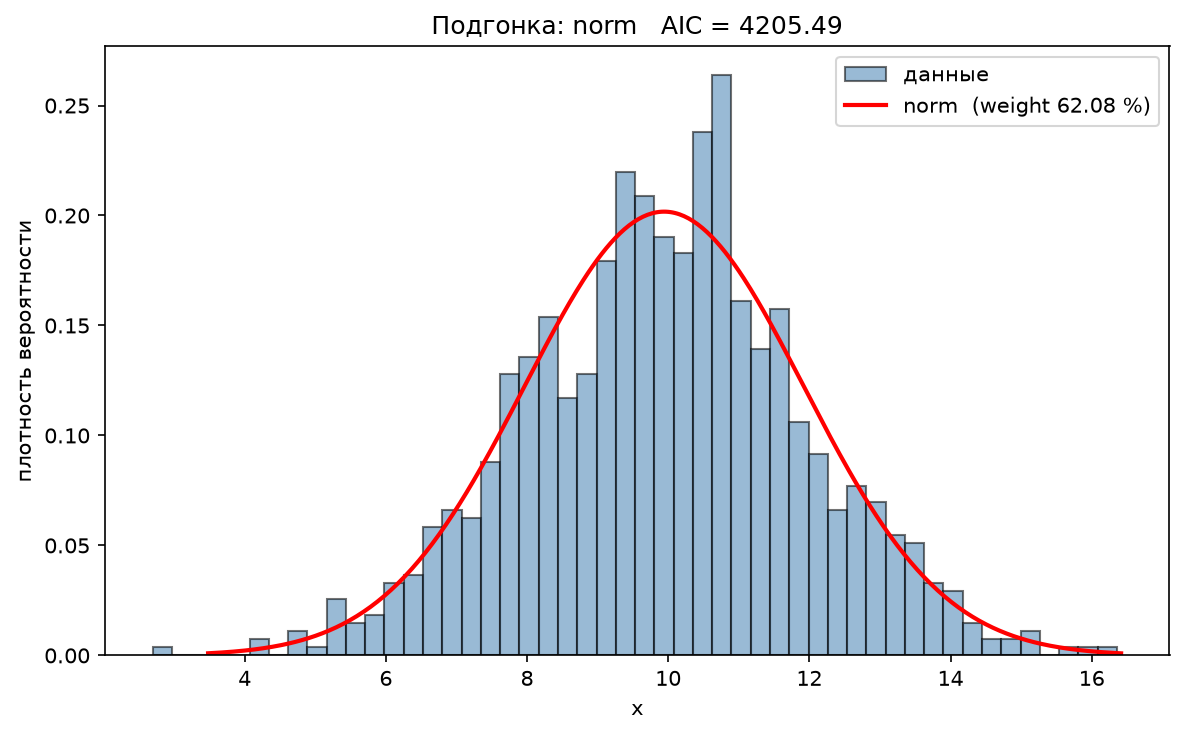 Подгонка: norm   AIC = 4205.49
данные
norm  (weight 62.08 %)
плотность вероятности
0.25
0.20
0.15
0.10
0.05
0.00
4 6 8 10 12 14 16
x